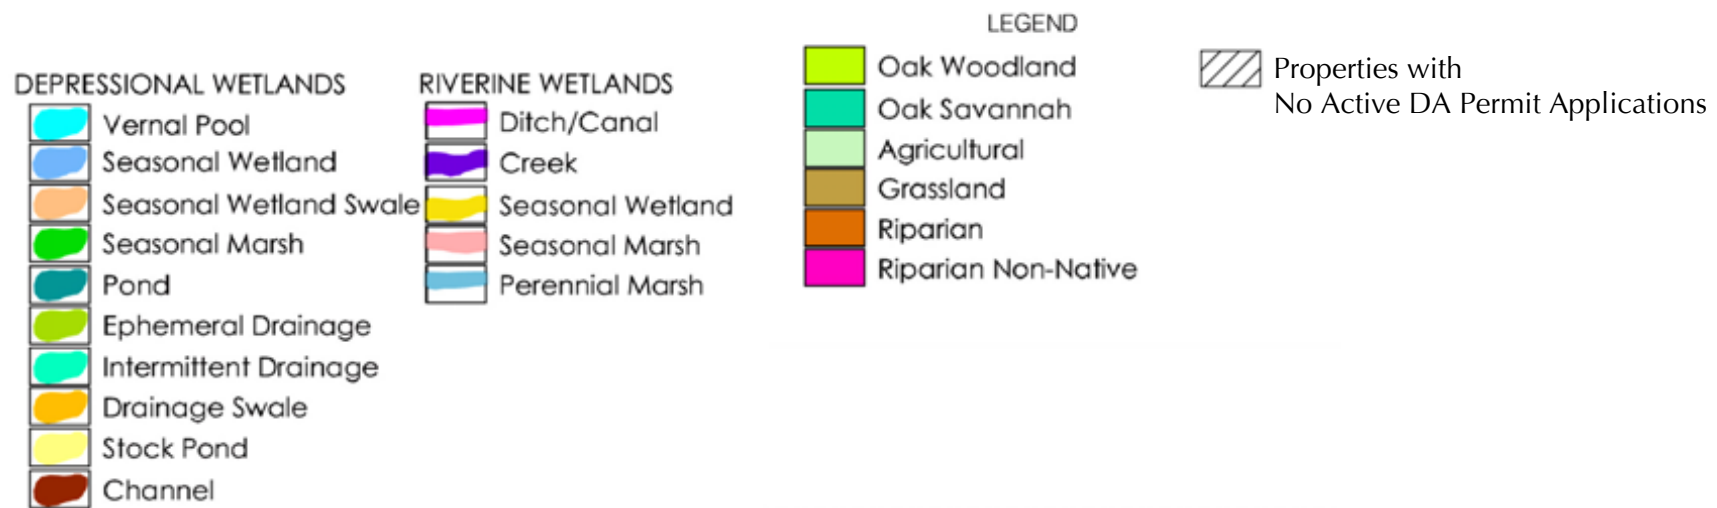 LEGEND
DEPRESSIONAL WETLANDS
Vernal Pool
Seasonal Wetland
Seasonal Wetland Swale
Seasonal Marsh
Pond
Ephemeral Drainage
Intermittent Drainage
Drainage Swale
Stock Pond
Channel
RIVERINE WETLANDS
Ditch/Canal
Creek
Seasonal Wetland
Seasonal Marsh
Perennial Marsh
Oak Woodland
Oak Savannah
Agricultural
Grassland
Riparian
Riparian Non-Native
Properties with
No Active DA Permit Applications